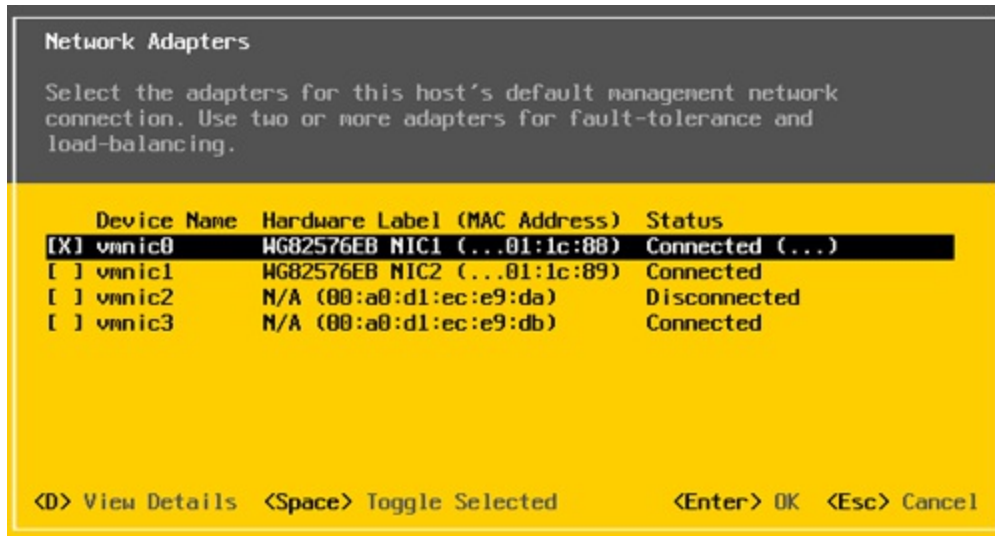 Network Adapters
Select the adapters for this host's default management network
connection. Use two or more adapters for fault-tolerance and
load-balancing.
Device Name Hardware Label (MAC Address) Status
[X] vmnic0 WG82576EB NIC1 (...01:1c:88) Connected (...)
[ ] vmnic1 WG82576EB NIC2 (...01:1c:89) Connected
[ ] vmnic2 N/A (00:a0:d1:ec:e9:da) Disconnected
[ ] vmnic3 N/A (00:a0:d1:ec:e9:db) Connected
<D> View Details <Space> Toggle Selected <Enter> OK <Esc> Cancel